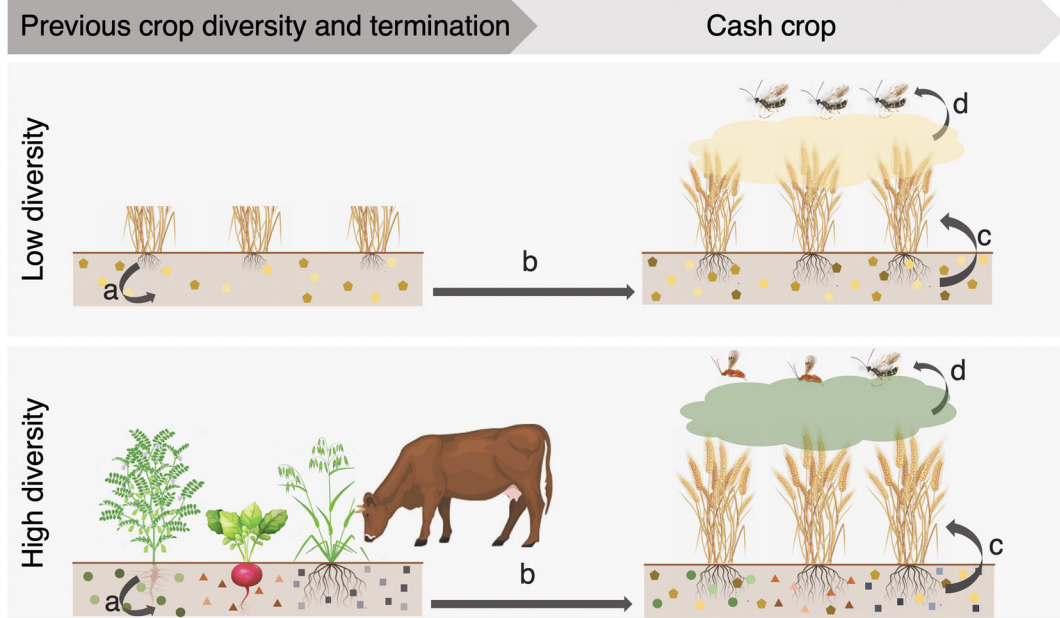 Previous crop diversity and termination
Cash crop
Low diversity
a
b
c
d
High diversity
a
b
c
d